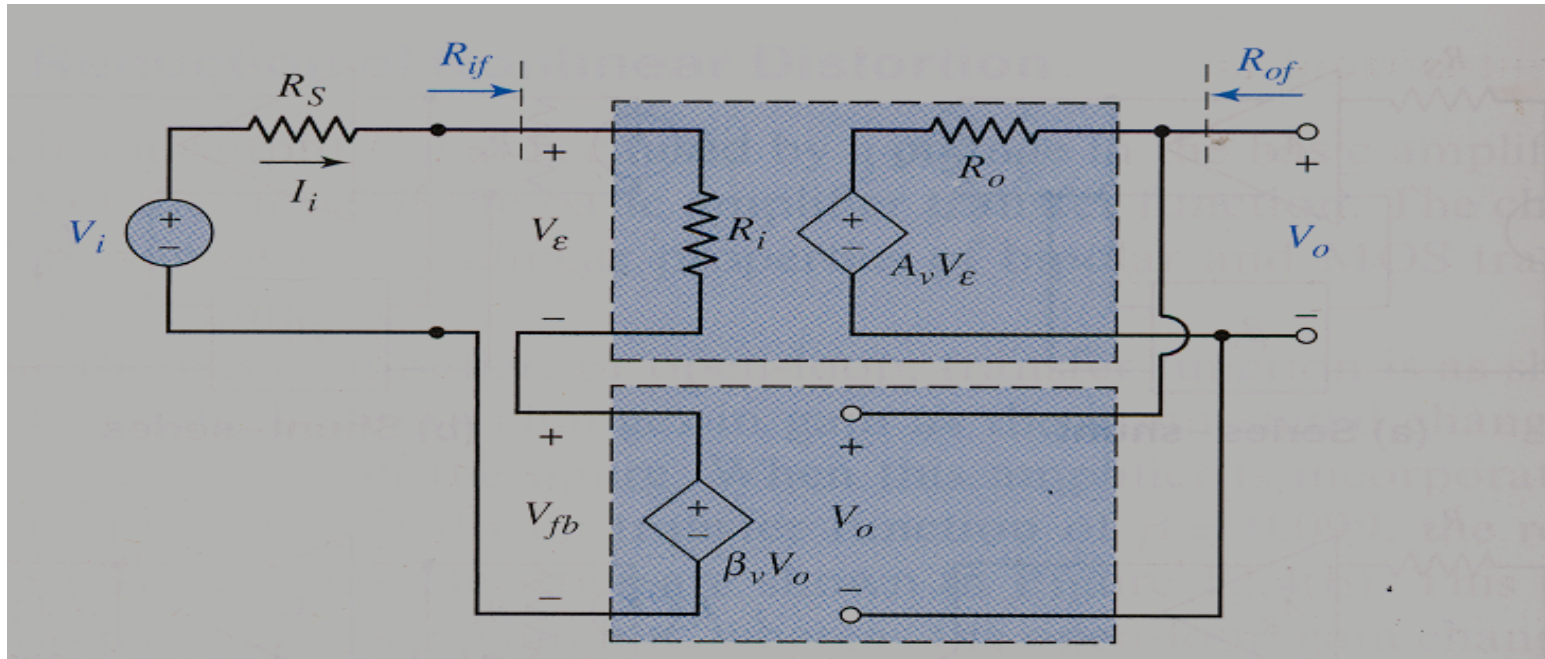 R_if
R_of
R_S
I_i
V_i
+
−
+
V_ε
−
R_i
R_o
+
−
A_vV_ε
+
V_o
−
+
V_fb
−
+
−
β_vV_o
+
V_o
−